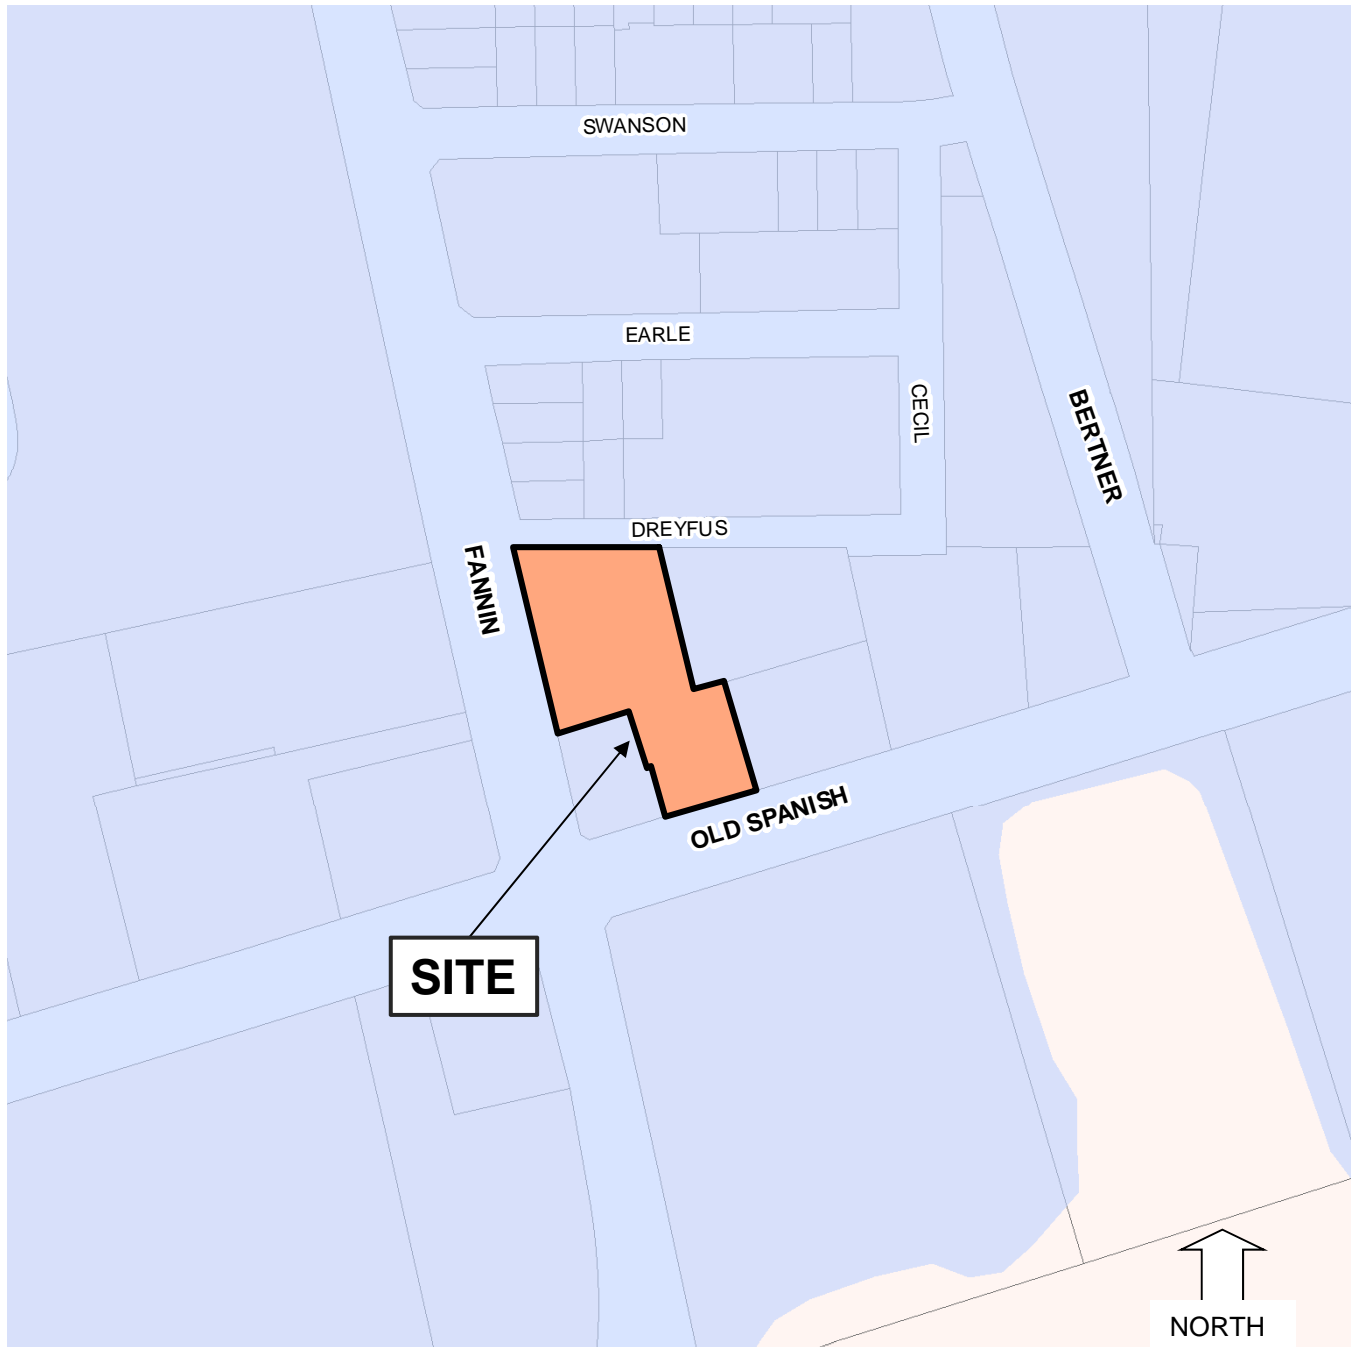 SWANSON
EARLE
CECIL
BERTNER
DREYFUS
FANNIN
OLD SPANISH
SITE
NORTH